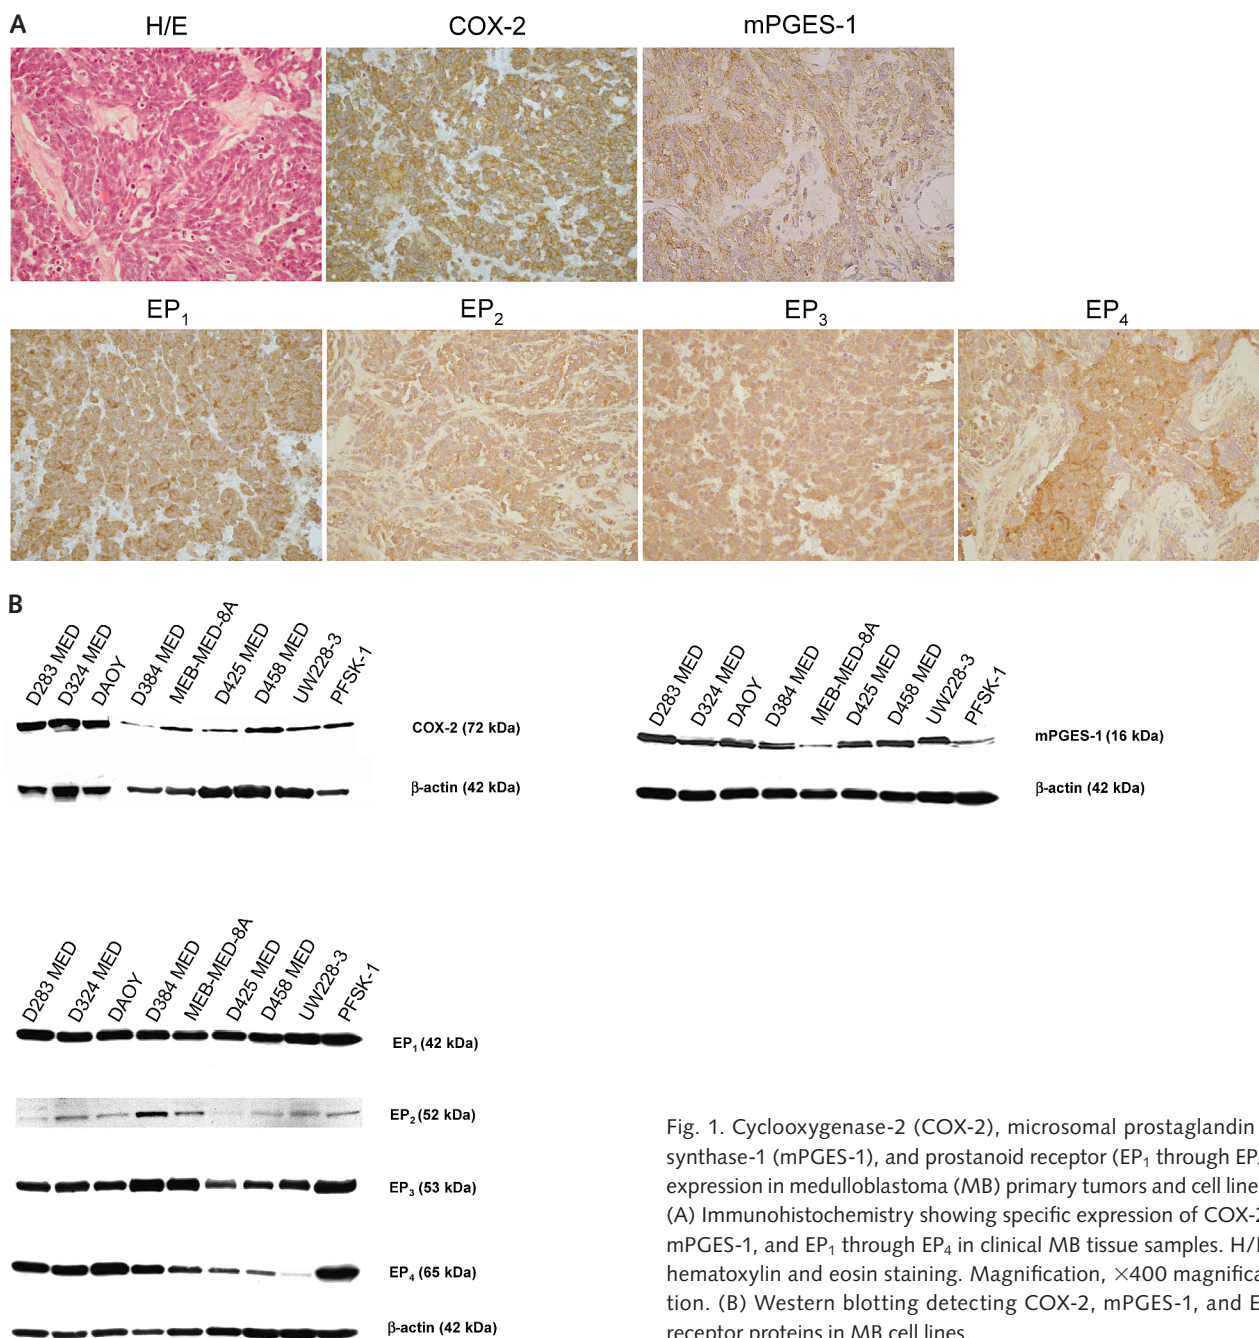 A
H/E
COX-2
mPGES-1
EP1
EP2
EP3
EP4
B
D283 MED
D324 MED
DAOY
D384 MED
MEB-MED-8A
D425 MED
D458 MED
UW228-3
PFSK-1
COX-2 (72 kDa)
β-actin (42 kDa)
D283 MED
D324 MED
DAOY
D384 MED
MEB-MED-8A
D425 MED
D458 MED
UW228-3
PFSK-1
mPGES-1 (16 kDa)
β-actin (42 kDa)
D283 MED
D324 MED
DAOY
D384 MED
MEB-MED-8A
D425 MED
D458 MED
UW228-3
PFSK-1
EP1 (42 kDa)
EP2 (52 kDa)
EP3 (53 kDa)
EP4 (65 kDa)
β-actin (42 kDa)
Fig. 1. Cyclooxygenase-2 (COX-2), microsomal prostaglandin
synthase-1 (mPGES-1), and prostanoid receptor (EP1 through EP
expression in medulloblastoma (MB) primary tumors and cell line
(A) Immunohistochemistry showing specific expression of COX-2
mPGES-1, and EP1 through EP4 in clinical MB tissue samples. H/
hematoxylin and eosin staining. Magnification, ×400 magnifica
tion. (B) Western blotting detecting COX-2, mPGES-1, and E
receptor proteins in MB cell lines